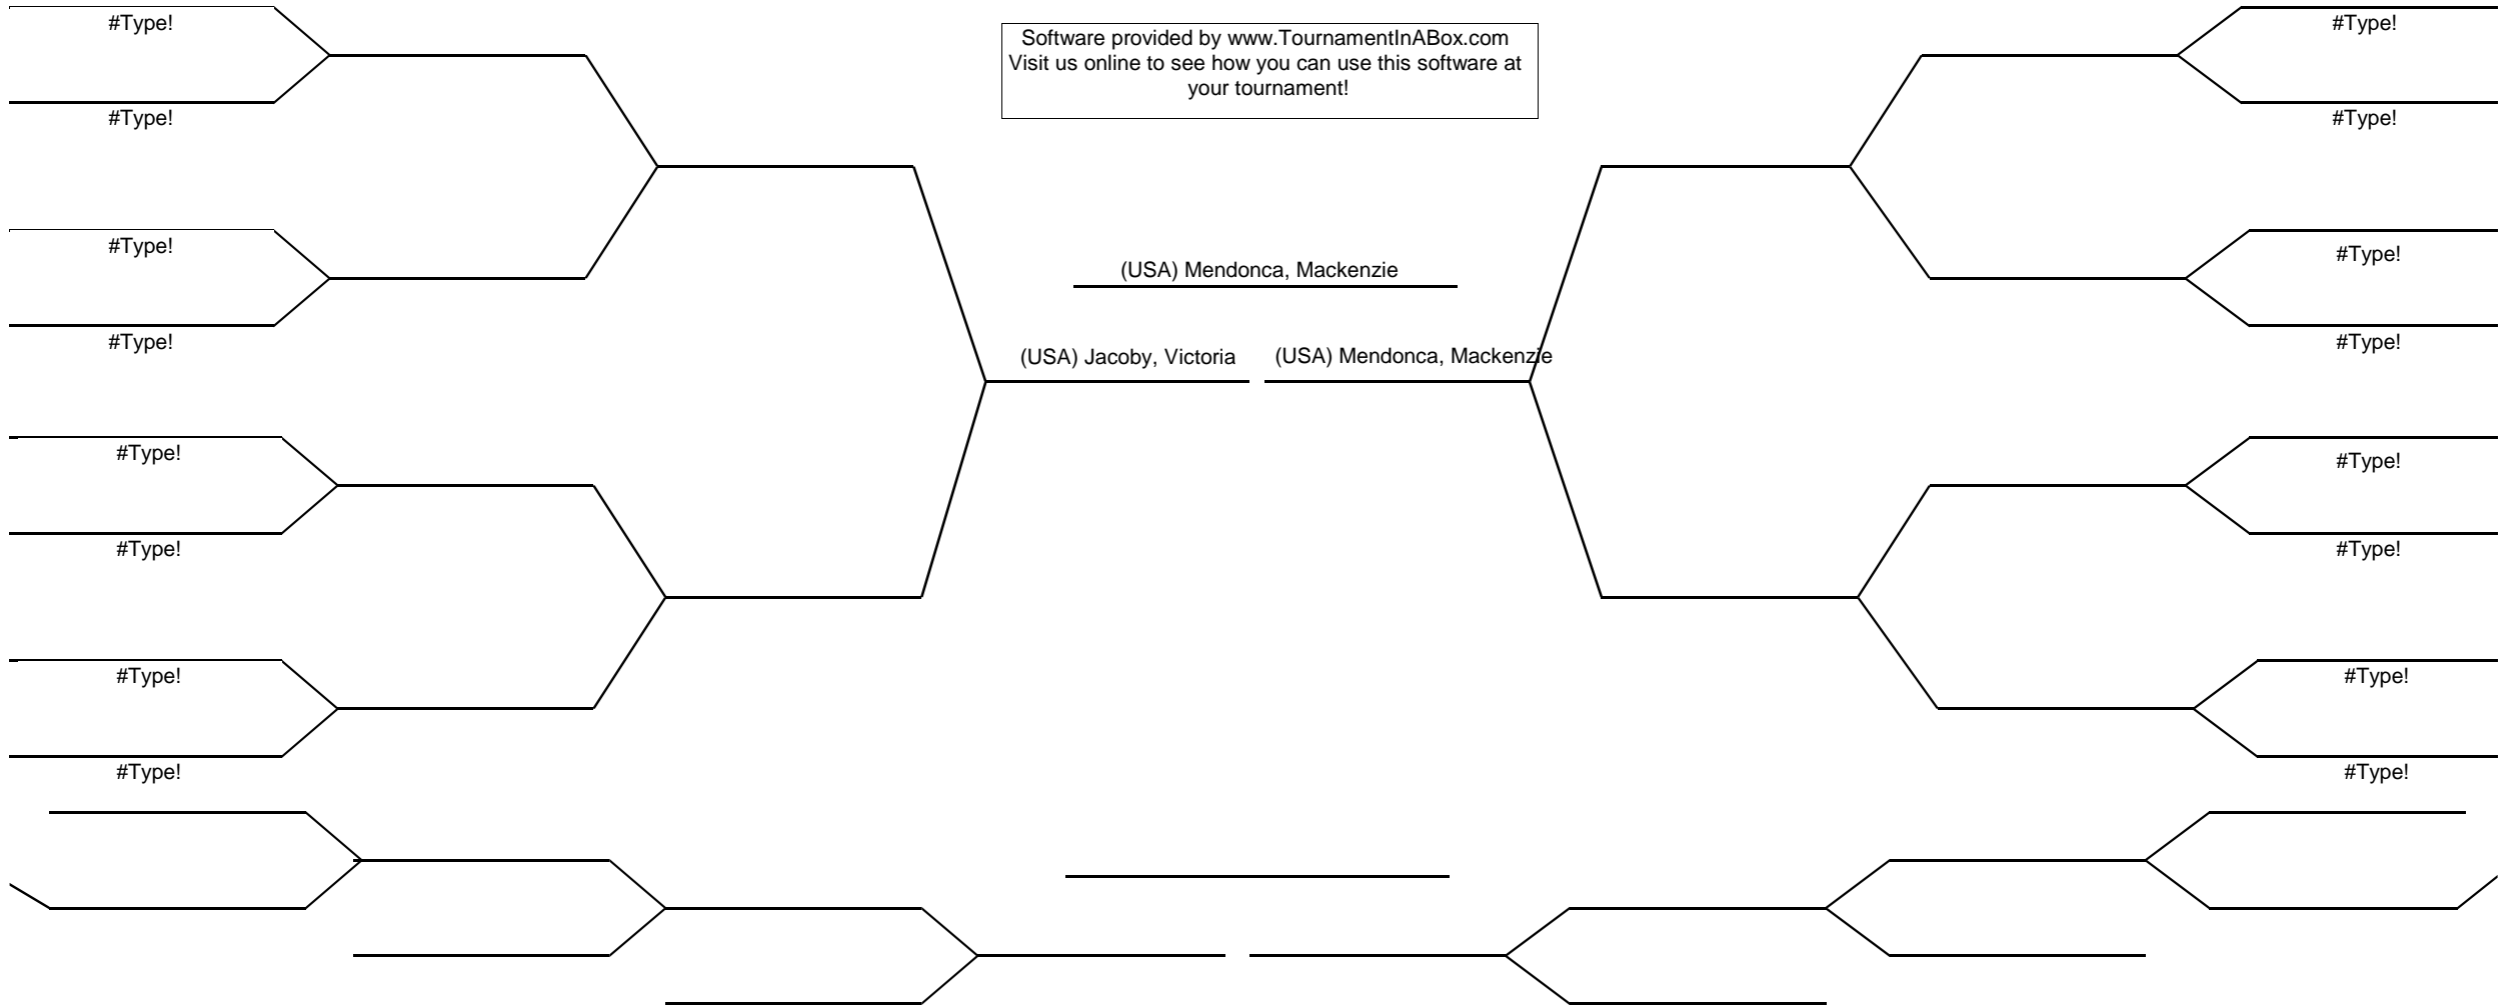 #Type!
#Type!
Software provided by www.TournamentInABox.com
Visit us online to see how you can use this software at
your tournament!
#Type!
#Type!
#Type!
#Type!
(USA) Mendonca, Mackenzie
#Type!
#Type!
(USA) Jacoby, Victoria
(USA) Mendonca, Mackenzie
#Type!
#Type!
#Type!
#Type!
#Type!
#Type!
#Type!
#Type!